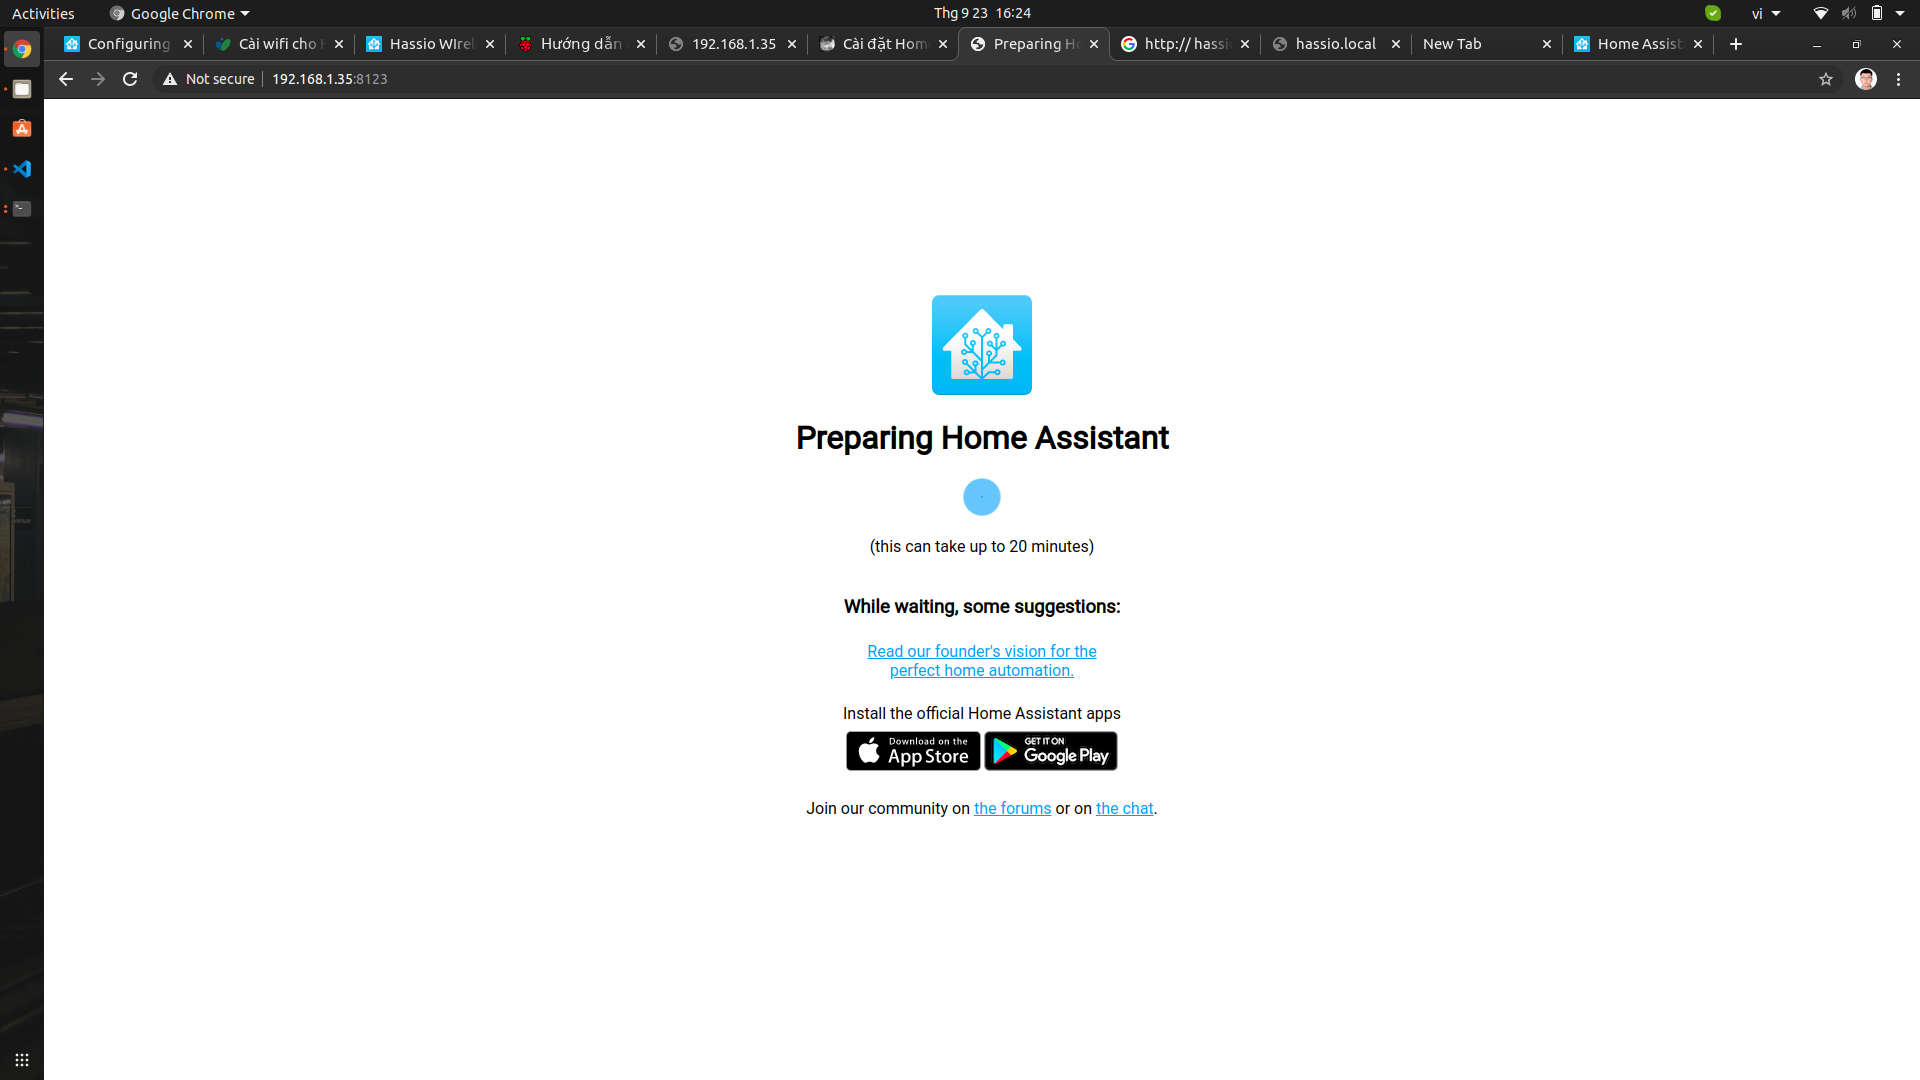 Activities
Google Chrome
Thg 9 23 16:24
vi
Configuring
Cài wifi cho
Hassio WIrel
Hướng dẫn
192.168.1.35
Cài đặt Hom
Preparing Ho
http:// hassi
hassio.local
New Tab
Home Assist
Not secure
192.168.1.35:8123
Preparing Home Assistant
(this can take up to 20 minutes)
While waiting, some suggestions:
Read our founder's vision for the
perfect home automation.
Install the official Home Assistant apps
Download on the
App Store
GET IT ON
Google Play
Join our community on the forums or on the chat.